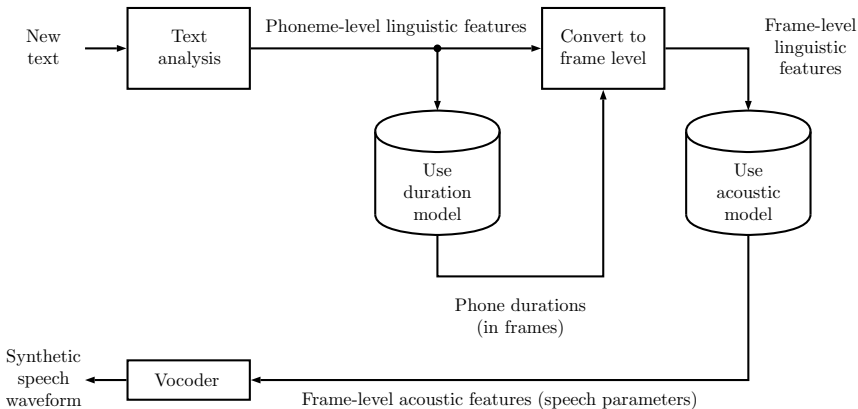 New
text
Text
analysis
Phoneme-level linguistic features
Convert to
frame level
Frame-level
linguistic
features
Use
duration
model
Use
acoustic
model
Phone durations
(in frames)
Synthetic
speech
waveform
Vocoder
Frame-level acoustic features (speech parameters)